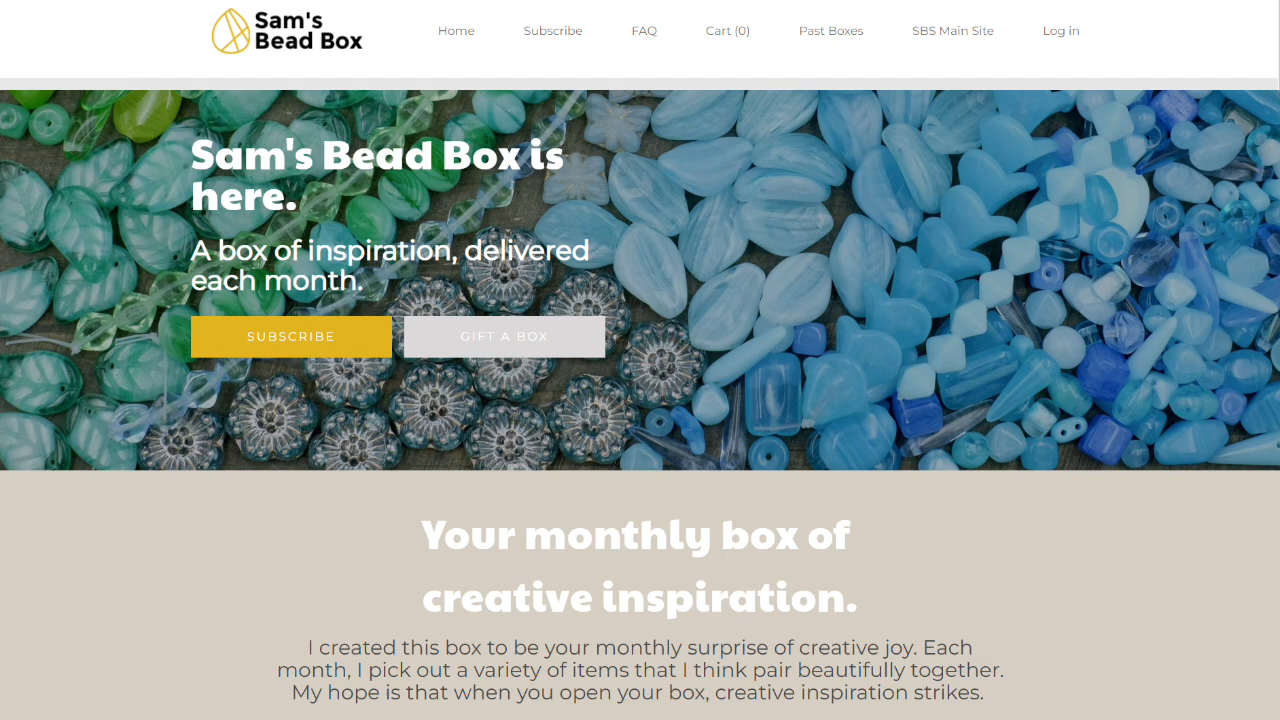 Sam's
Bead Box
Home
Subscribe
FAQ
Cart (0)
Past Boxes
SBS Main Site
Log in
Sam's Bead Box is
here.
A box of inspiration, delivered
each month.
SUBSCRIBE
GIFT A BOX
Your monthly box of
creative inspiration.
I created this box to be your monthly surprise of creative joy. Each
month, I pick out a variety of items that I think pair beautifully together.
My hope is that when you open your box, creative inspiration strikes.